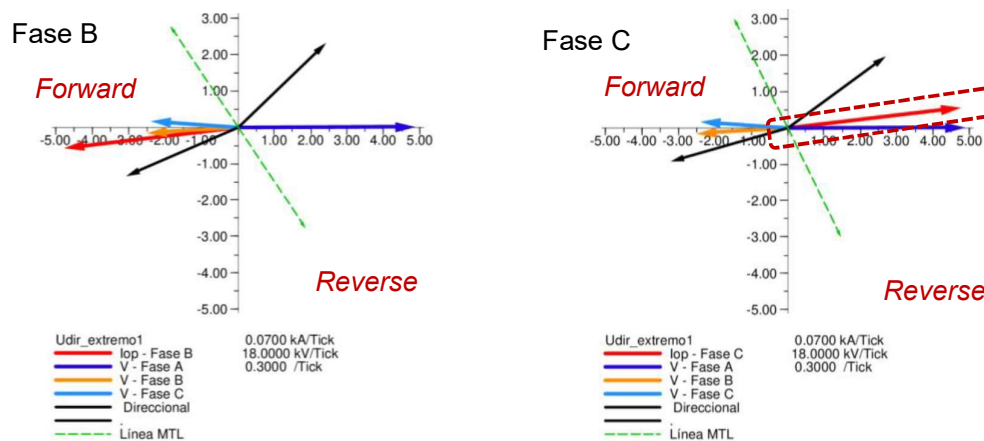 Fase B
Forward
3.00
2.00
1.00
-5.00 -4.00 -3.00 -2.00 1.00 2.00 3.00 4.00 5.00
-1.00
-2.00
-3.00
-4.00
-5.00
Reverse
Udir_extremo1
Iop - Fase B
V - Fase A
V - Fase B
V - Fase C
Direccional
.
Línea MTL
0.0700 kA/Tick
18.0000 kV/Tick
0.3000 /Tick
Fase C
Forward
3.00
2.00
1.00
-5.00 -4.00 -3.00 -2.00 -1.00 1.00 2.00 3.00 4.00 5.00
-1.00
-2.00
-3.00
-4.00
-5.00
Reverse
Udir_extremo1
Iop - Fase C
V - Fase A
V - Fase B
V - Fase C
Direccional
.
Línea MTL
0.0700 kA/Tick
18.0000 kV/Tick
0.3000 /Tick